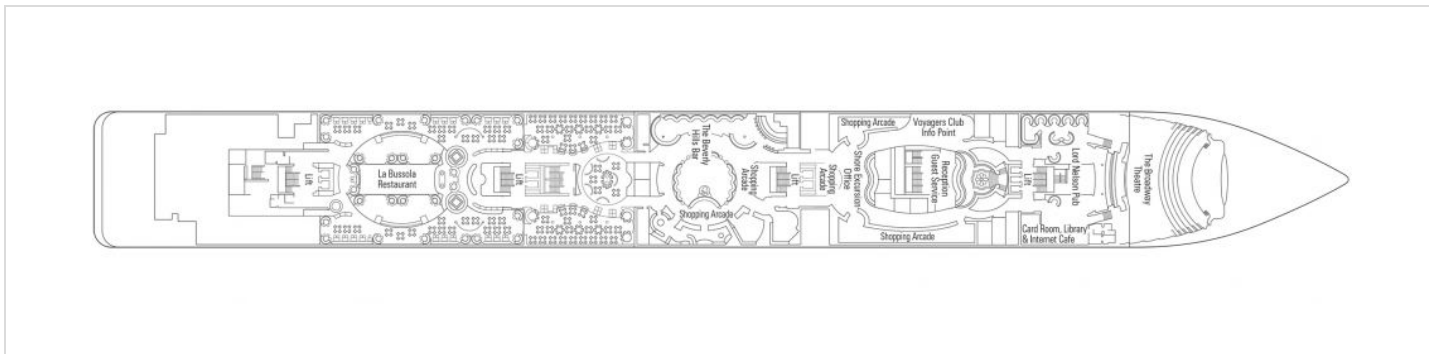 Lift
La Bussola
Restaurant
Lift
The Beverly
Hills Bar
Shopping Arcade
Shopping
Arcade
Lift
Shopping
Arcade
Shopping Arcade
Voyagers Club
Info Point
Shore Excursion
Office
Reception
Guest Service
Shopping Arcade
Lift
Lord Nelson Pub
Card Room, Library
& Internet Cafe
The Broadway
Theatre